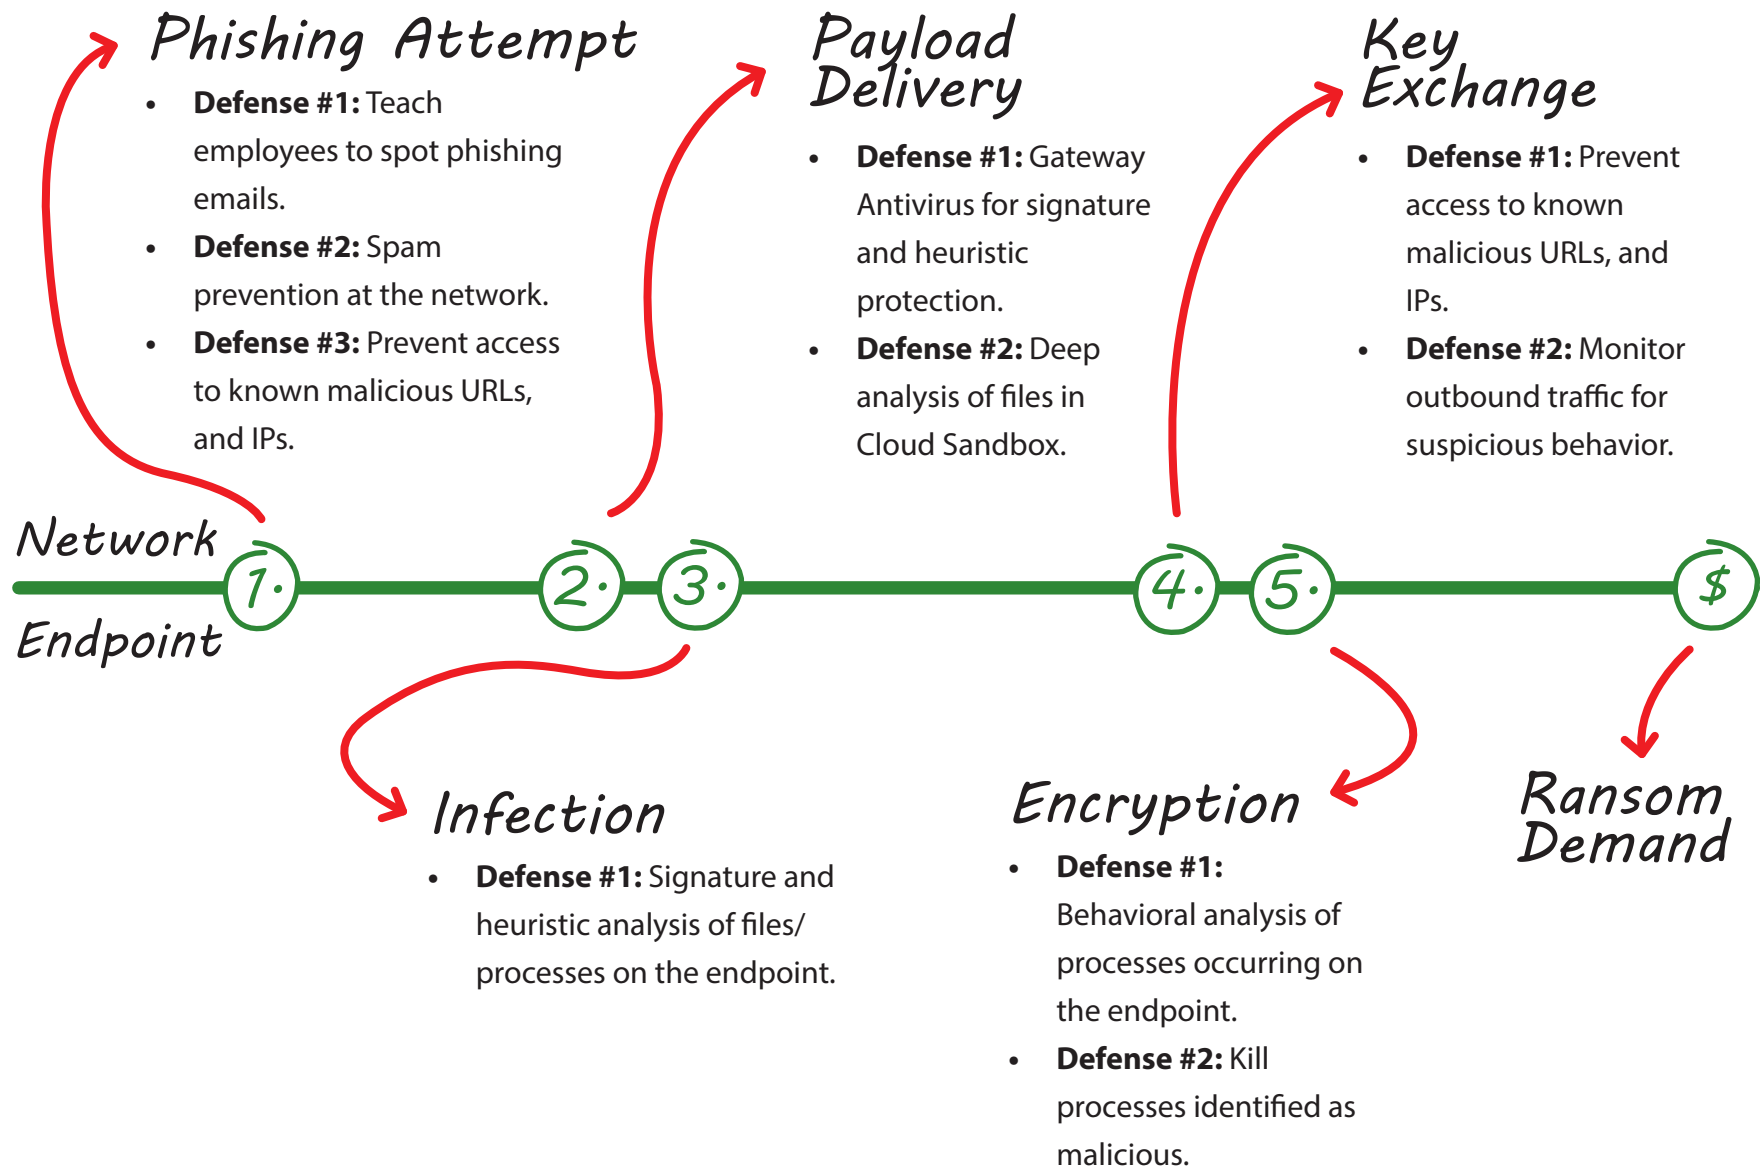 Phishing Attempt
• Defense #1: Teach
employees to spot phishing
emails.
• Defense #2: Spam
prevention at the network.
• Defense #3: Prevent access
to known malicious URLs,
and IPs.
Payload
Delivery
• Defense #1: Gateway
Antivirus for signature
and heuristic
protection.
• Defense #2: Deep
analysis of files in
Cloud Sandbox.
Key
Exchange
• Defense #1: Prevent
access to known
malicious URLs, and
IPs.
• Defense #2: Monitor
outbound traffic for
suspicious behavior.
Network
1.
2.
3.
4.
5.
$
Endpoint
Infection
• Defense #1: Signature and
heuristic analysis of files/
processes on the endpoint.
Encryption
• Defense #1:
Behavioral analysis of
processes occurring on
the endpoint.
• Defense #2: Kill
processes identified as
malicious.
Ransom
Demand